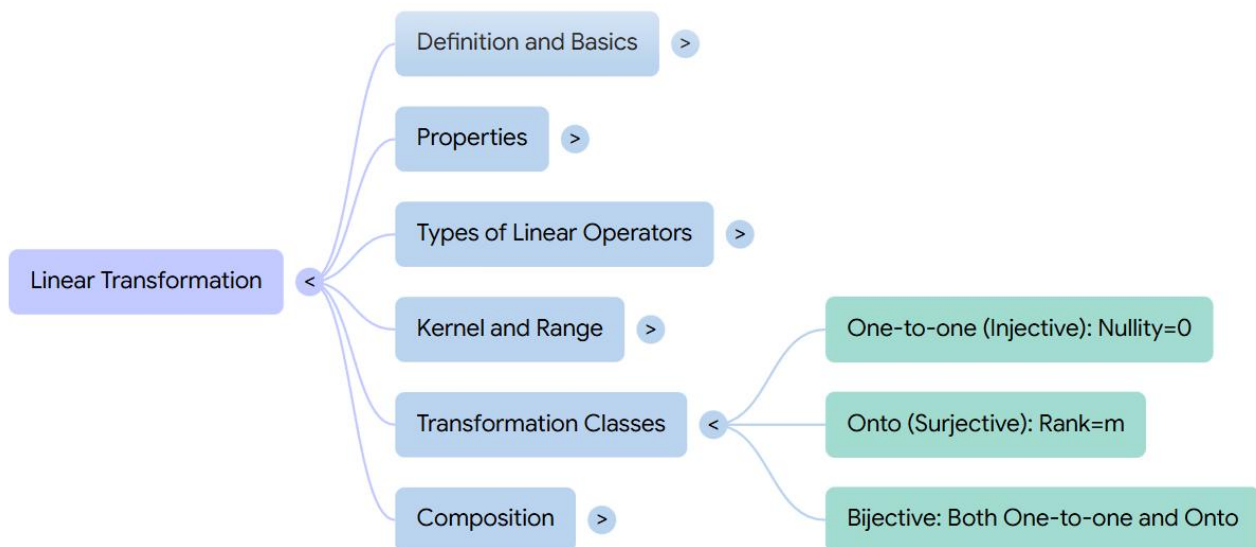 Definition and Basics >
Properties >
Types of Linear Operators >
Linear Transformation <
Kernel and Range >
One-to-one (Injective): Nullity=0
Transformation Classes <
Onto (Surjective): Rank=m
Composition >
Bijective: Both One-to-one and Onto